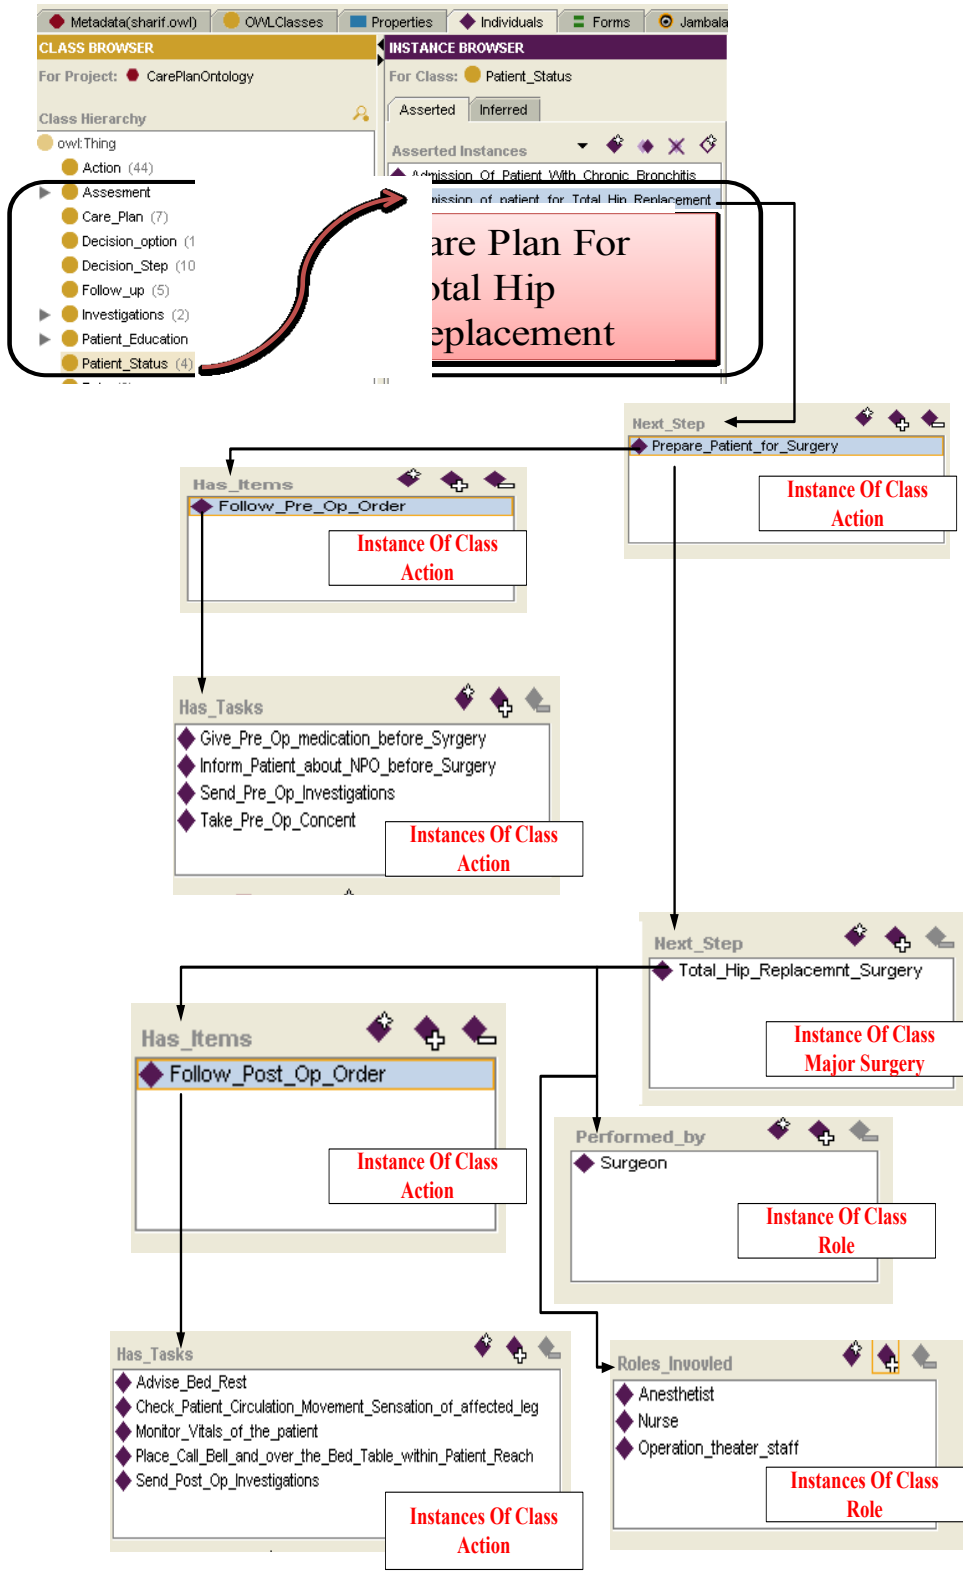 Metadata(sharif.owl) OWLClasses Properties Individuals Forms Jambala
CLASS BROWSER
For Project: CarePlanOntology
Class Hierarchy
owl:Thing
Action (44)
Assesment
Care_Plan (7)
Decision_option (1
Decision_Step (10
Follow_up (5)
Investigations (2)
Patient_Education
Patient_Status (4)
INSTANCE BROWSER
For Class: Patient_Status
Asserted Inferred
Asserted Instances
Admission_Of_Patient_With_Chronic_Bronchitis
mission_of_patient_for_Total_Hip_Replacement
are Plan For
otal Hip
eplacement
Next_Step
Prepare_Patient_for_Surgery
Instance Of Class
Action
Has_Items
Follow_Pre_Op_Order
Instance Of Class
Action
Has_Tasks
Give_Pre_Op_medication_before_Syrgery
Inform_Patient_about_NPO_before_Surgery
Send_Pre_Op_Investigations
Take_Pre_Op_Concent
Instances Of Class
Action
Next_Step
Total_Hip_Replacemnt_Surgery
Instance Of Class
Major Surgery
Has_Items
Follow_Post_Op_Order
Instance Of Class
Action
Performed_by
Surgeon
Instance Of Class
Role
Has_Tasks
Advise_Bed_Rest
Check_Patient_Circulation_Movement_Sensation_of_affected_leg
Monitor_Vitals_of_the_patient
Place_Call_Bell_and_over_the_Bed_Table_within_Patient_Reach
Send_Post_Op_Investigations
Instances Of Class
Action
Roles_Invovled
Anesthetist
Nurse
Operation_theater_staff
Instances Of Class
Role